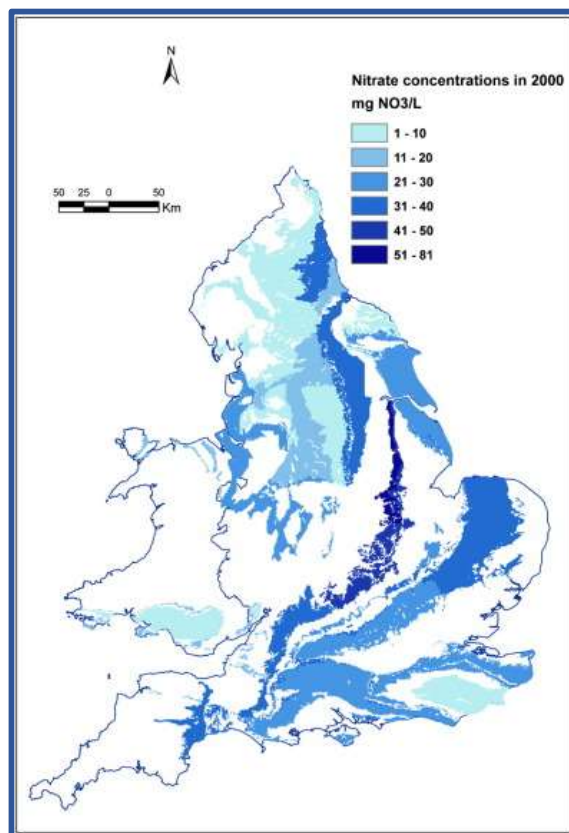 N
Nitrate concentrations in 2000
mg NO3/L
1 - 10
11 - 20
21 - 30
31 - 40
41 - 50
51 - 81
50 25 0 50
Km